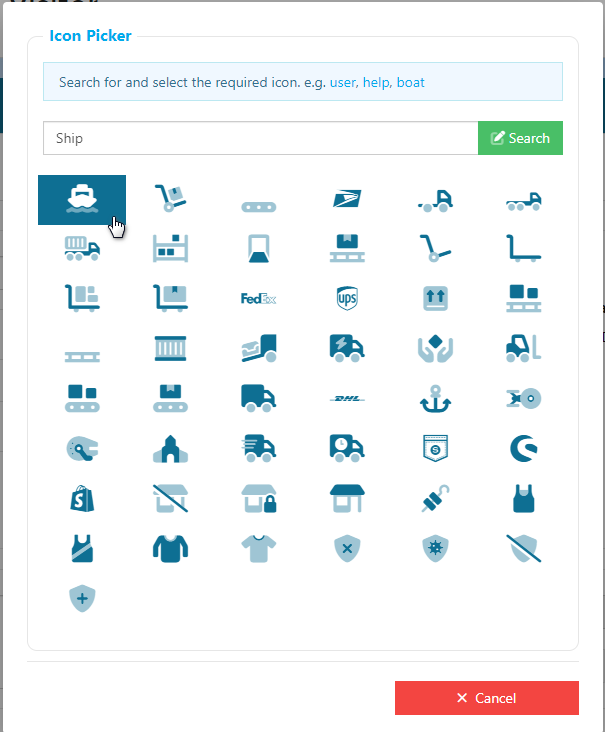 Icon Picker
Search for and select the required icon. e.g. user, help, boat
Ship
Search
FedEx
ups
DHL
Cancel